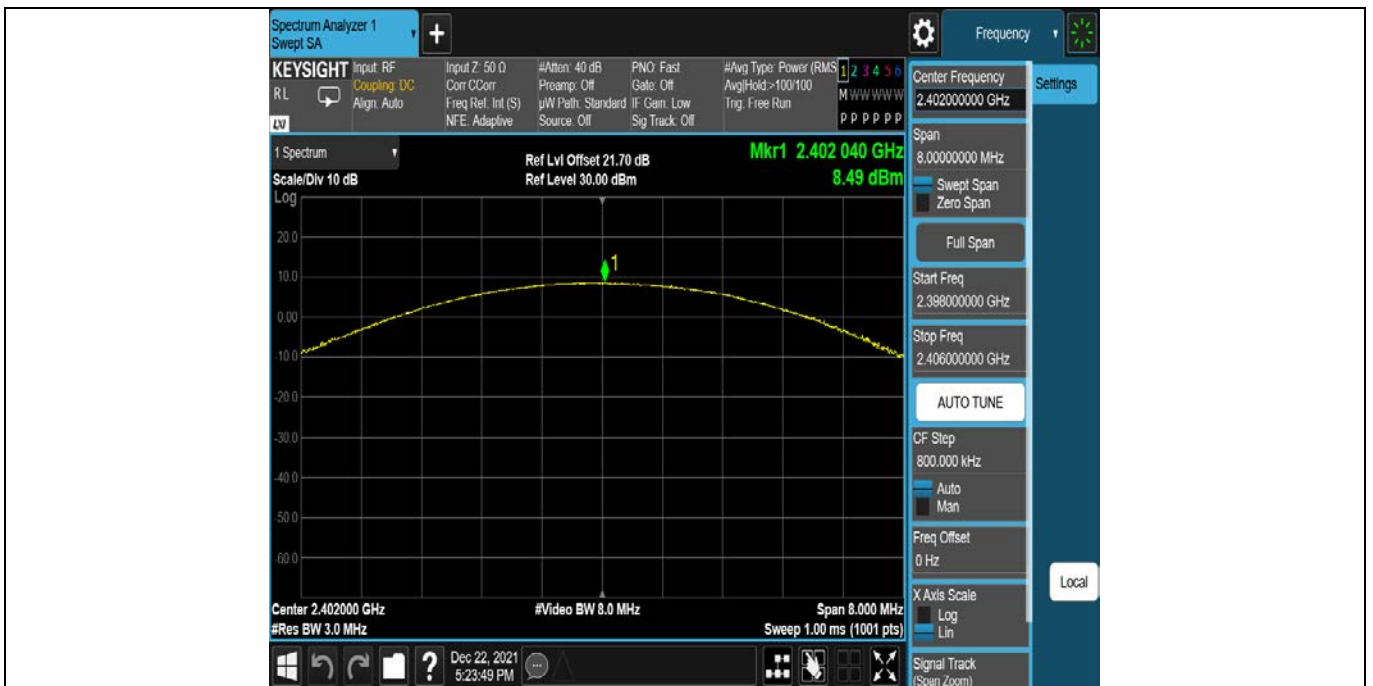 Spectrum Analyzer 1
Swept SA
Frequency
KEYSIGHT
RL
LXI
Input: RF
Coupling: DC
Align: Auto
Input Z: 50 Ω
Corr CCorr
Freq Ref: Int (S)
NFE: Adaptive
#Atten: 40 dB
Preamp: Off
µW Path: Standard
Source: Off
PNO: Fast
Gate: Off
IF Gain: Low
Sig Track: Off
#Avg Type: Power (RMS
Avg|Hold:>100/100
Trig: Free Run
1 2 3 4 5 6
M W W W W W
P P P P P P
1 Spectrum
Scale/Div 10 dB
Ref Lvl Offset 21.70 dB
Ref Level 30.00 dBm
Mkr1 2.402 040 GHz
8.49 dBm
Log
20.0
10.0
0.00
-10.0
-20.0
-30.0
-40.0
-50.0
-60.0
1
Center 2.402000 GHz
#Res BW 3.0 MHz
#Video BW 8.0 MHz
Span 8.000 MHz
Sweep 1.00 ms (1001 pts)
?
Dec 22, 2021
5:23:49 PM
Center Frequency
2.402000000 GHz
Span
8.00000000 MHz
Swept Span
Zero Span
Full Span
Start Freq
2.398000000 GHz
Stop Freq
2.406000000 GHz
AUTO TUNE
CF Step
800.000 kHz
Auto
Man
Freq Offset
0 Hz
X Axis Scale
Log
Lin
Signal Track
(Span Zoom)
Settings
Local